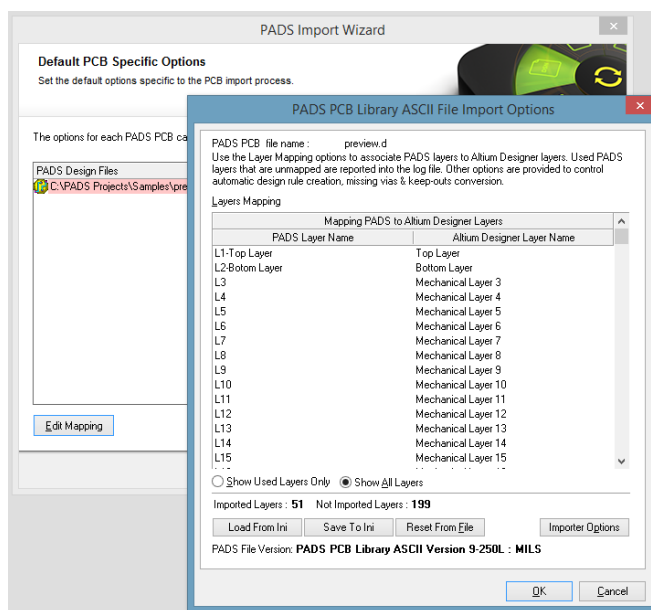 PADS Import Wizard
Default PCB Specific Options
Set the default options specific to the PCB import process.
The options for each PADS PCB ca
PADS Design Files
C:\PADS Projects\Samples\pre
Edit Mapping
PADS PCB Library ASCII File Import Options
PADS PCB file name : preview.d
Use the Layer Mapping options to associate PADS layers to Altium Designer layers. Used PADS
layers that are unmapped are reported into the log file. Other options are provided to control
automatic design rule creation, missing vias & keep-outs conversion.
Layers Mapping
Mapping PADS to Altium Designer Layers
PADS Layer Name Altium Designer Layer Name
L1-Top Layer Top Layer
L2-Botom Layer Bottom Layer
L3 Mechanical Layer 3
L4 Mechanical Layer 4
L5 Mechanical Layer 5
L6 Mechanical Layer 6
L7 Mechanical Layer 7
L8 Mechanical Layer 8
L9 Mechanical Layer 9
L10 Mechanical Layer 10
L11 Mechanical Layer 11
L12 Mechanical Layer 12
L13 Mechanical Layer 13
L14 Mechanical Layer 14
L15 Mechanical Layer 15
Show Used Layers Only Show All Layers
Imported Layers : 51 Not Imported Layers : 199
Load From Ini Save To Ini Reset From File Importer Options
PADS File Version: PADS PCB Library ASCII Version 9-250L : MILS
OK Cancel